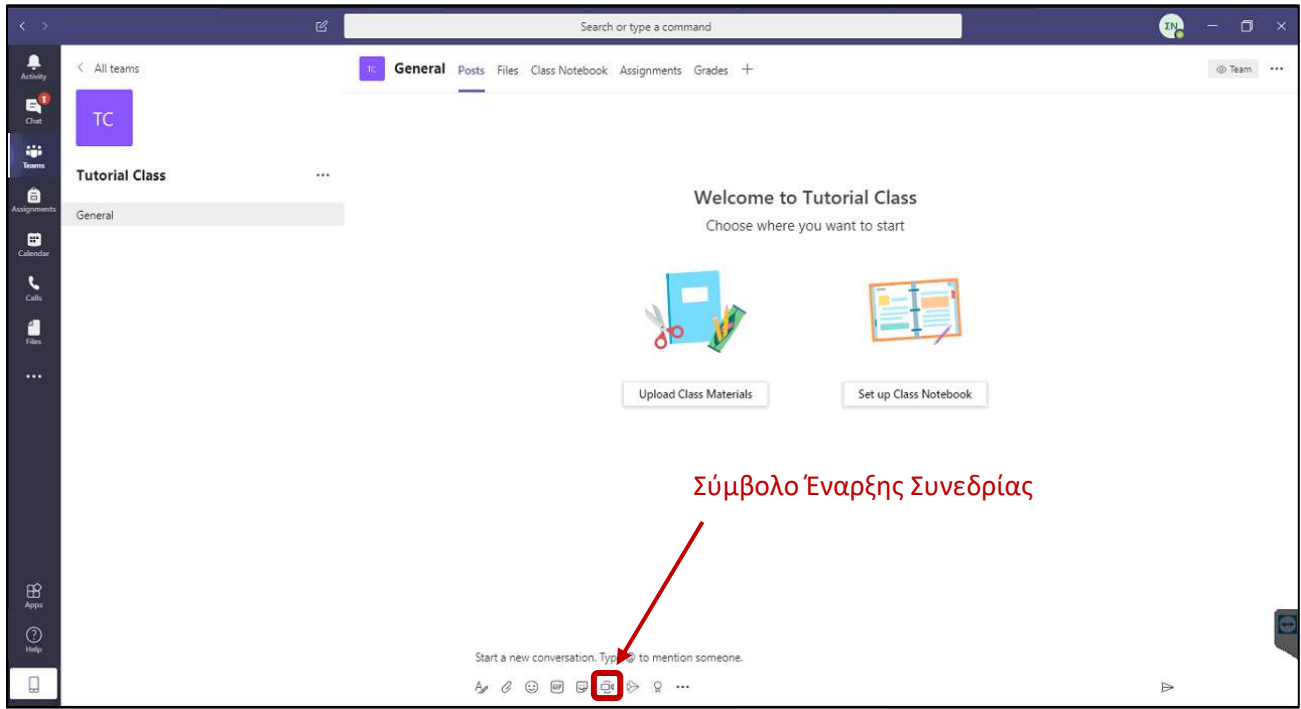 Search or type a command
ΣΝ
Activity
Chat
1
Teams
Assignments
Calendar
Calls
Files
Apps
Help
All teams
TC
Tutorial Class
General
TC General Posts Files Class Notebook Assignments Grades
Team
Welcome to Tutorial Class
Choose where you want to start
Upload Class Materials
Set up Class Notebook
Σύμβολο Έναρξης Συνεδρίας
Start a new conversation. Type @ to mention someone.
GIF